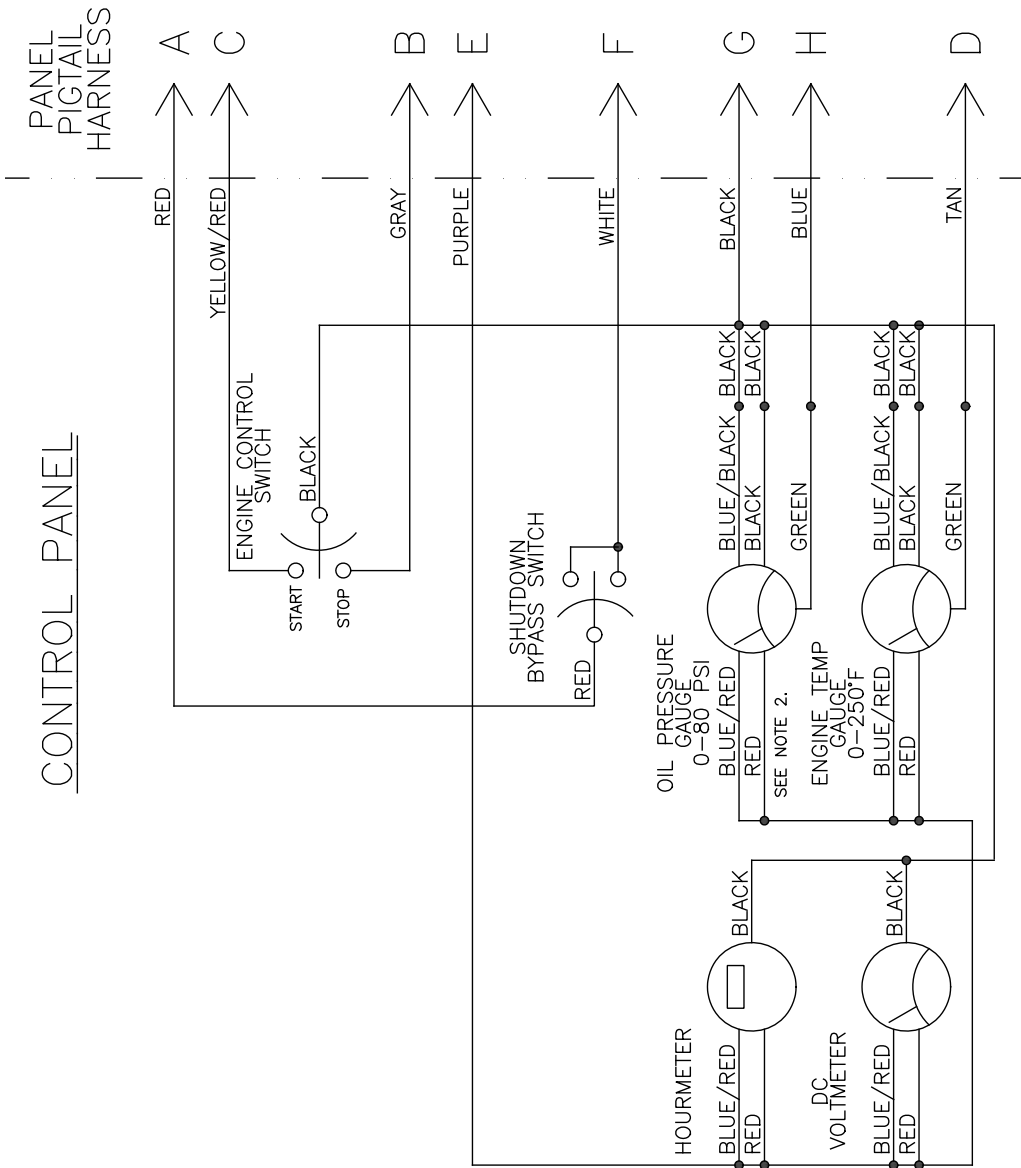 CONTROL PANEL
PANEL
PIGTAIL
HARNESS
A
C
B
E
F
G
H
D
RED
YELLOW/RED
GRAY
PURPLE
WHITE
BLACK
BLUE
TAN
ENGINE CONTROL
SWITCH
BLACK
START
STOP
SHUTDOWN
BYPASS SWITCH
RED
OIL PRESSURE
GAUGE
0-80 PSI
BLUE/RED
RED
SEE NOTE 2.
BLUE/BLACK
BLACK
GREEN
BLACK
BLACK
ENGINE TEMP
GAUGE
0-250°F
BLUE/RED
RED
BLUE/BLACK
BLACK
GREEN
BLACK
BLACK
HOURMETER
BLUE/RED
RED
BLACK
DC
VOLTMETER
BLUE/RED
RED
BLACK